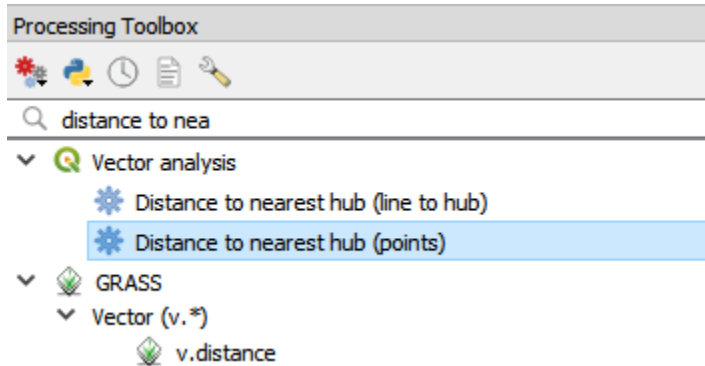 Processing Toolbox
distance to nea
Vector analysis
Distance to nearest hub (line to hub)
Distance to nearest hub (points)
GRASS
Vector (v.*)
v.distance